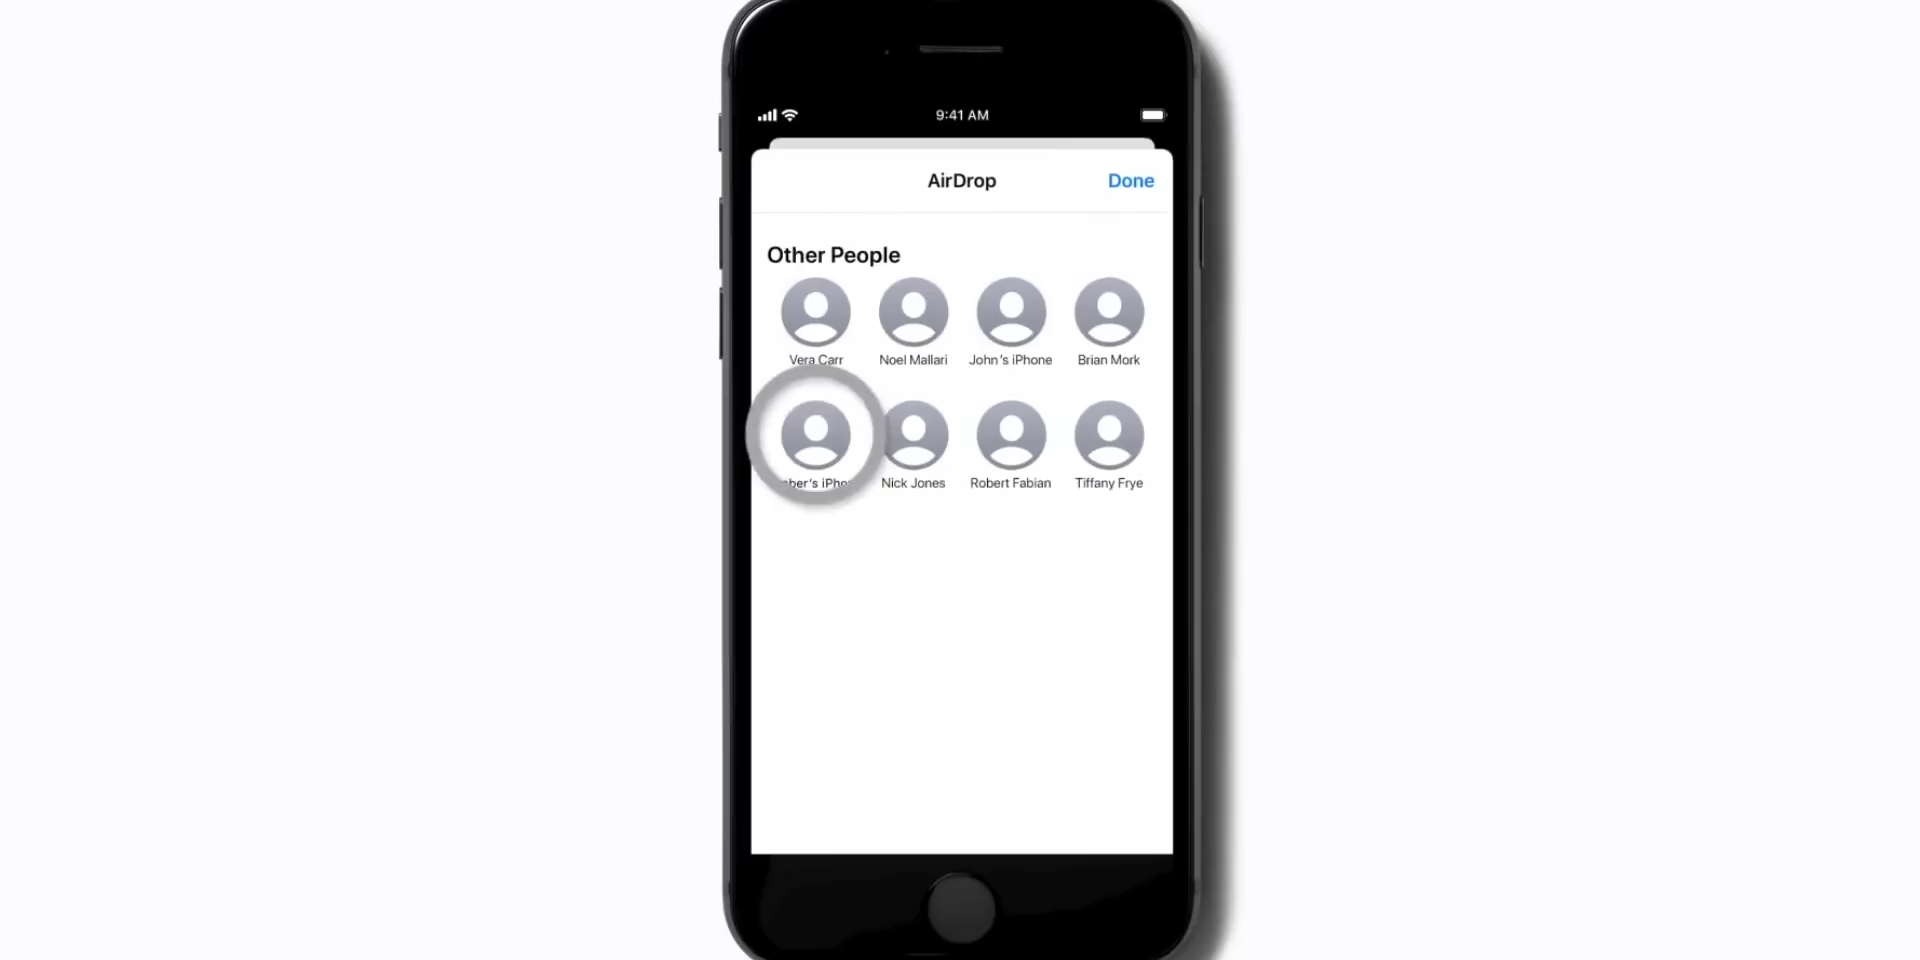 9:41 AM
AirDrop
Done
Other People
Vera Carr
Noel Mallari
John's iPhone
Brian Mork
Nick Jones
Robert Fabian
Tiffany Frye